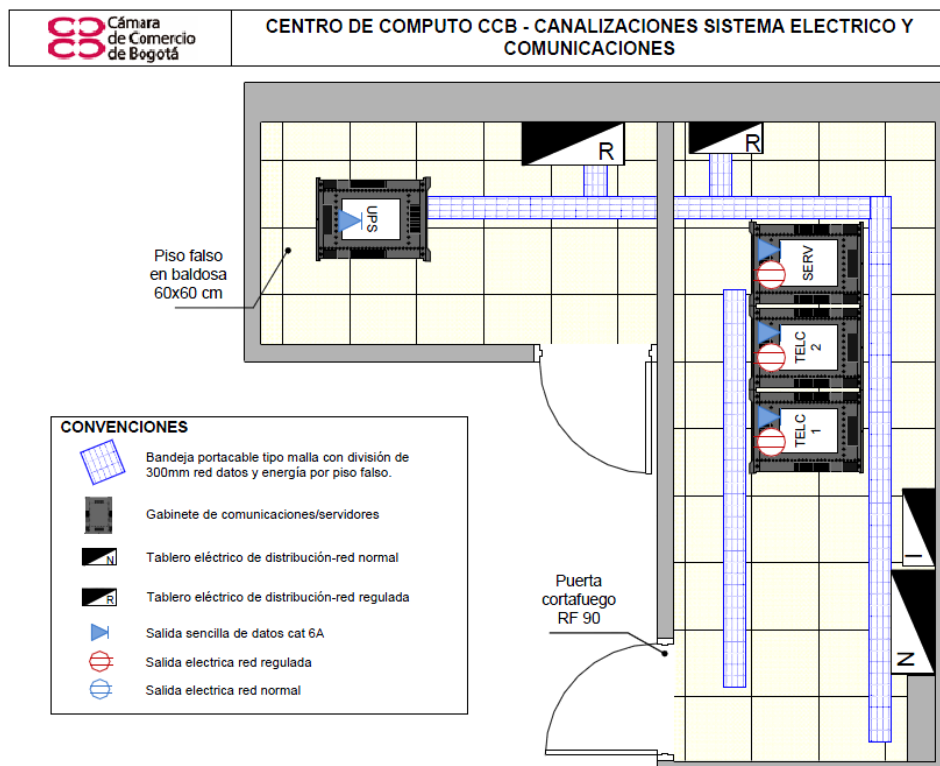 Cámara
de Comercio
de Bogotá
CENTRO DE COMPUTO CCB - CANALIZACIONES SISTEMA ELECTRICO Y
COMUNICACIONES
R
R
UPS
SERV
TELC
2
TELC
1
Piso falso
en baldosa
60x60 cm
I
N
Puerta
cortafuego
RF 90
CONVENCIONES
Bandeja portacable tipo malla con división de
300mm red datos y energía por piso falso.
Gabinete de comunicaciones/servidores
N
Tablero eléctrico de distribución-red normal
R
Tablero eléctrico de distribución-red regulada
Salida sencilla de datos cat 6A
Salida electrica red regulada
Salida electrica red normal